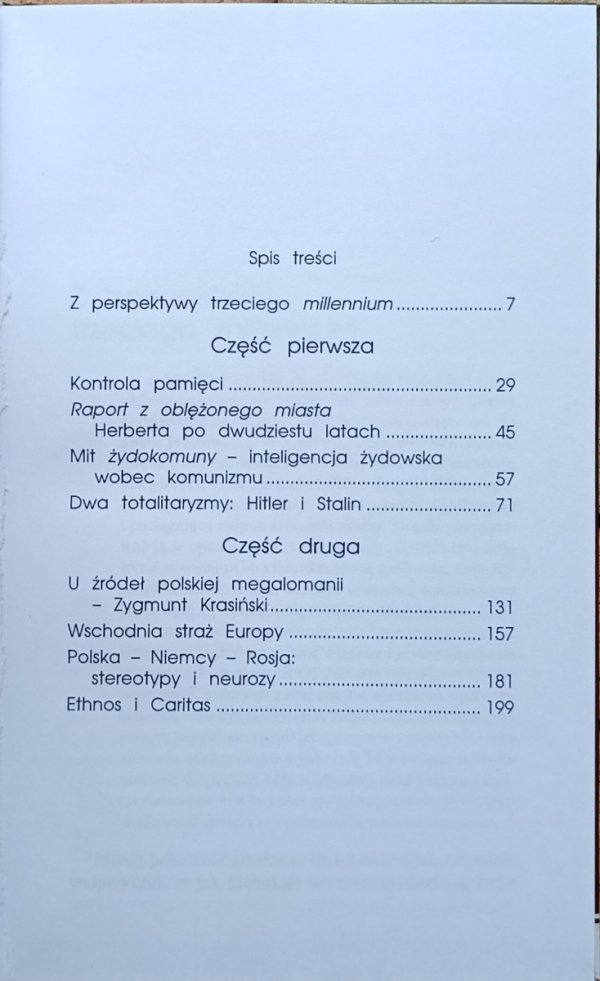 Spis treści
Z perspektywy trzeciego millennium ...................... 7
Część pierwsza
Kontrola pamięci ........................................................ 29
Raport z oblężonego miasta
Herberta po dwudziestu latach ...................... 45
Mit żydokomuny – inteligencja żydowska
wobec komunizmu ................................................ 57
Dwa totalitaryzmy: Hitler i Stalin ........................... 71
Część druga
U źródeł polskiej megalomanii
– Zygmunt Krasiński ............................................. 131
Wschodnia straż Europy ......................................... 157
Polska – Niemcy – Rosja:
stereotypy i neurozy ........................................... 181
Ethnos i Caritas ........................................................ 199